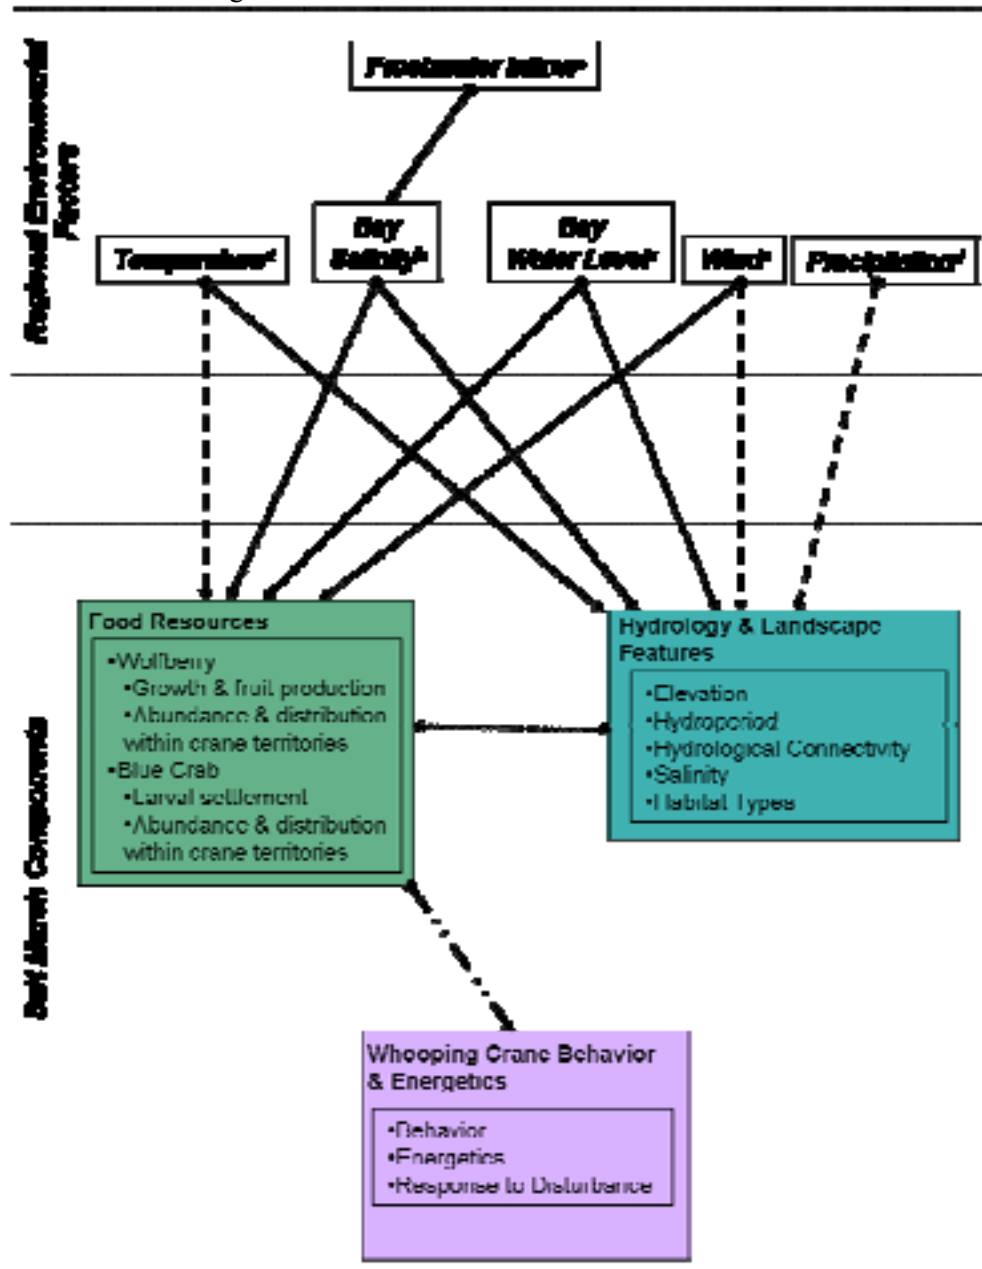 Regional Environmental
Factors
Freshwater Inflow
Temperature
Bay
Salinity
Bay
Water Level
Wind
Precipitation
Food Resources
•Wolfberry
•Growth & fruit production
•Abundance & distribution
within crane territories
•Blue Crab
•Larval settlement
•Abundance & distribution
within crane territories
Hydrology & Landscape
Features
•Elevation
•Hydroperiod
•Hydrological Connectivity
•Salinity
•Habitat Types
Salt Marsh Components
Whooping Crane Behavior
& Energetics
•Behavior
•Energetics
•Response to Disturbance